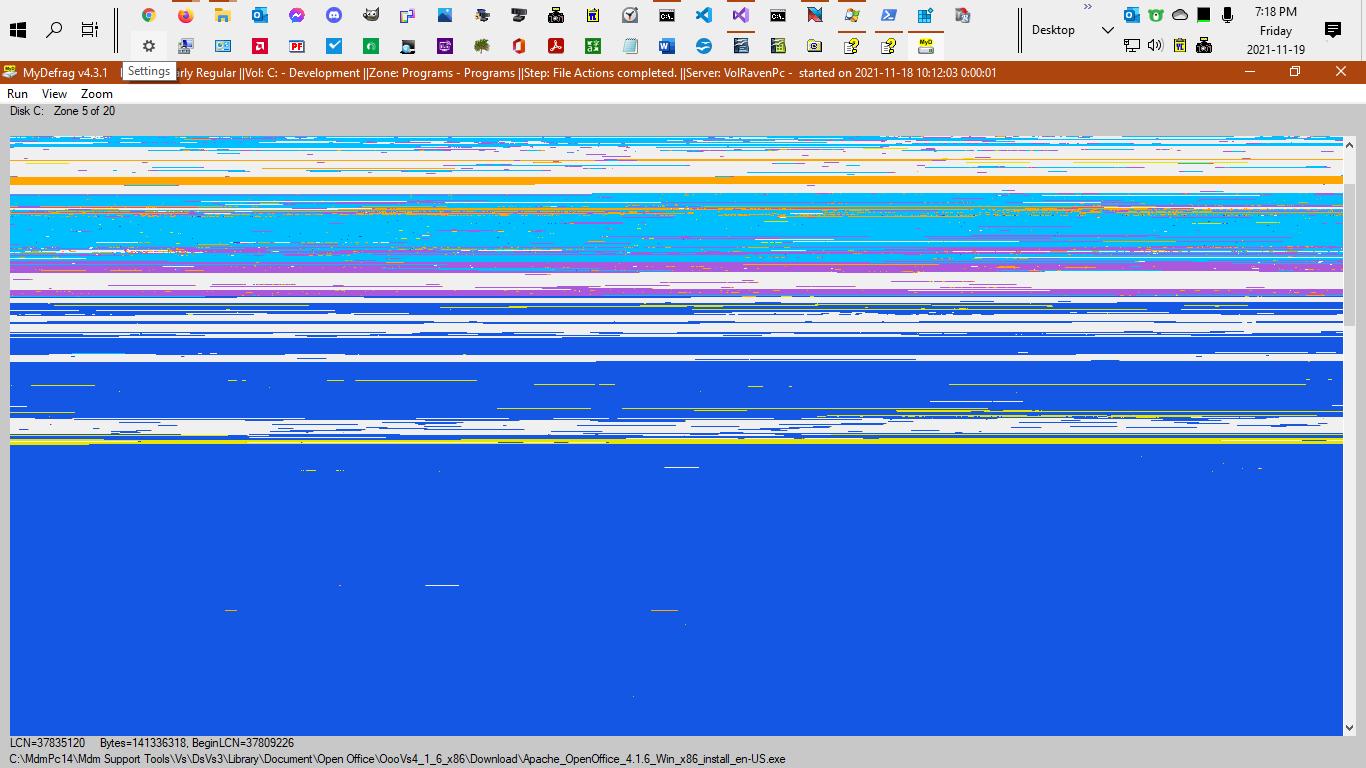 7:18 PM
Desktop
Friday
2021-11-19
Settings
MyDefrag v4.3.1
rly Regular ||Vol: C: - Development ||Zone: Programs - Programs ||Step: File Actions completed. ||Server: VolRavenPc - started on 2021-11-18 10:12:03 0:00:01
Run View Zoom
Disk C: Zone 5 of 20
LCN=37835120 Bytes=141336318, BeginLCN=37809226
C:\MdmPc14\Mdm Support Tools\Vs\DsVs3\Library\Document\Open Office\OooVs4_1_6_x86\Download\Apache_OpenOffice_4.1.6_Win_x86_install_en-US.exe